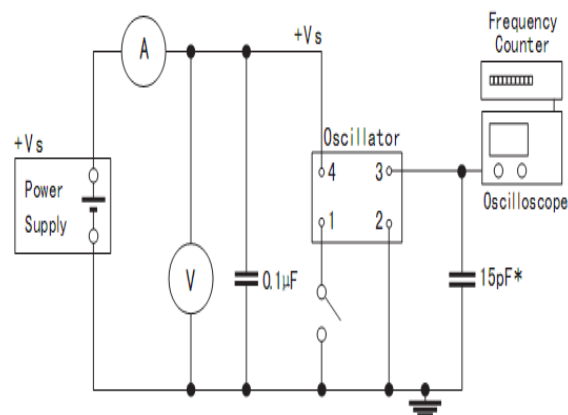 Frequency
Counter
A
+Vs
Oscillator
+Vs
4
3
Power
Supply
1
2
Oscilloscope
V
0.1μF
15pF*